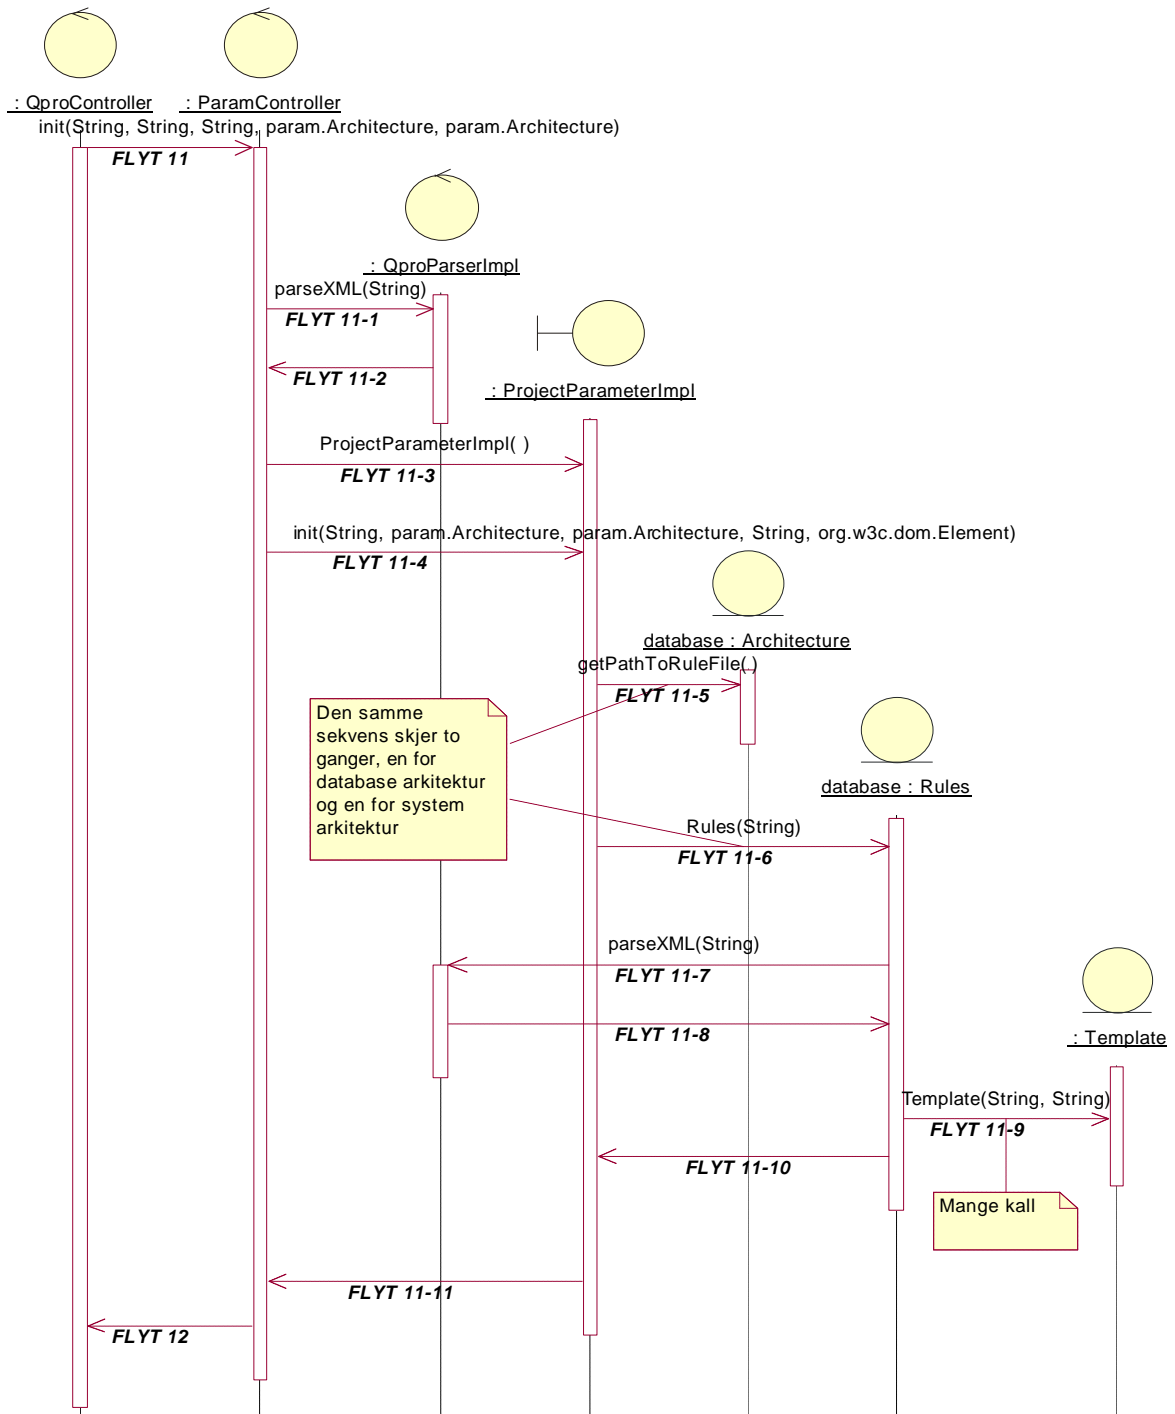 : QproController : ParamController
init(String, String, String, param.Architecture, param.Architecture)
FLYT 11
: QproParserImpl
parseXML(String)
FLYT 11-1
FLYT 11-2
: ProjectParameterImpl
ProjectParameterImpl( )
FLYT 11-3
init(String, param.Architecture, param.Architecture, String, org.w3c.dom.Element)
FLYT 11-4
database : Architecture
getPathToRuleFile( )
FLYT 11-5
Den samme
sekvens skjer to
ganger, en for
database arkitektur
og en for system
arkitektur
database : Rules
Rules(String)
FLYT 11-6
parseXML(String)
FLYT 11-7
FLYT 11-8
: Template
Template(String, String)
FLYT 11-9
FLYT 11-10
Mange kall
FLYT 11-11
FLYT 12